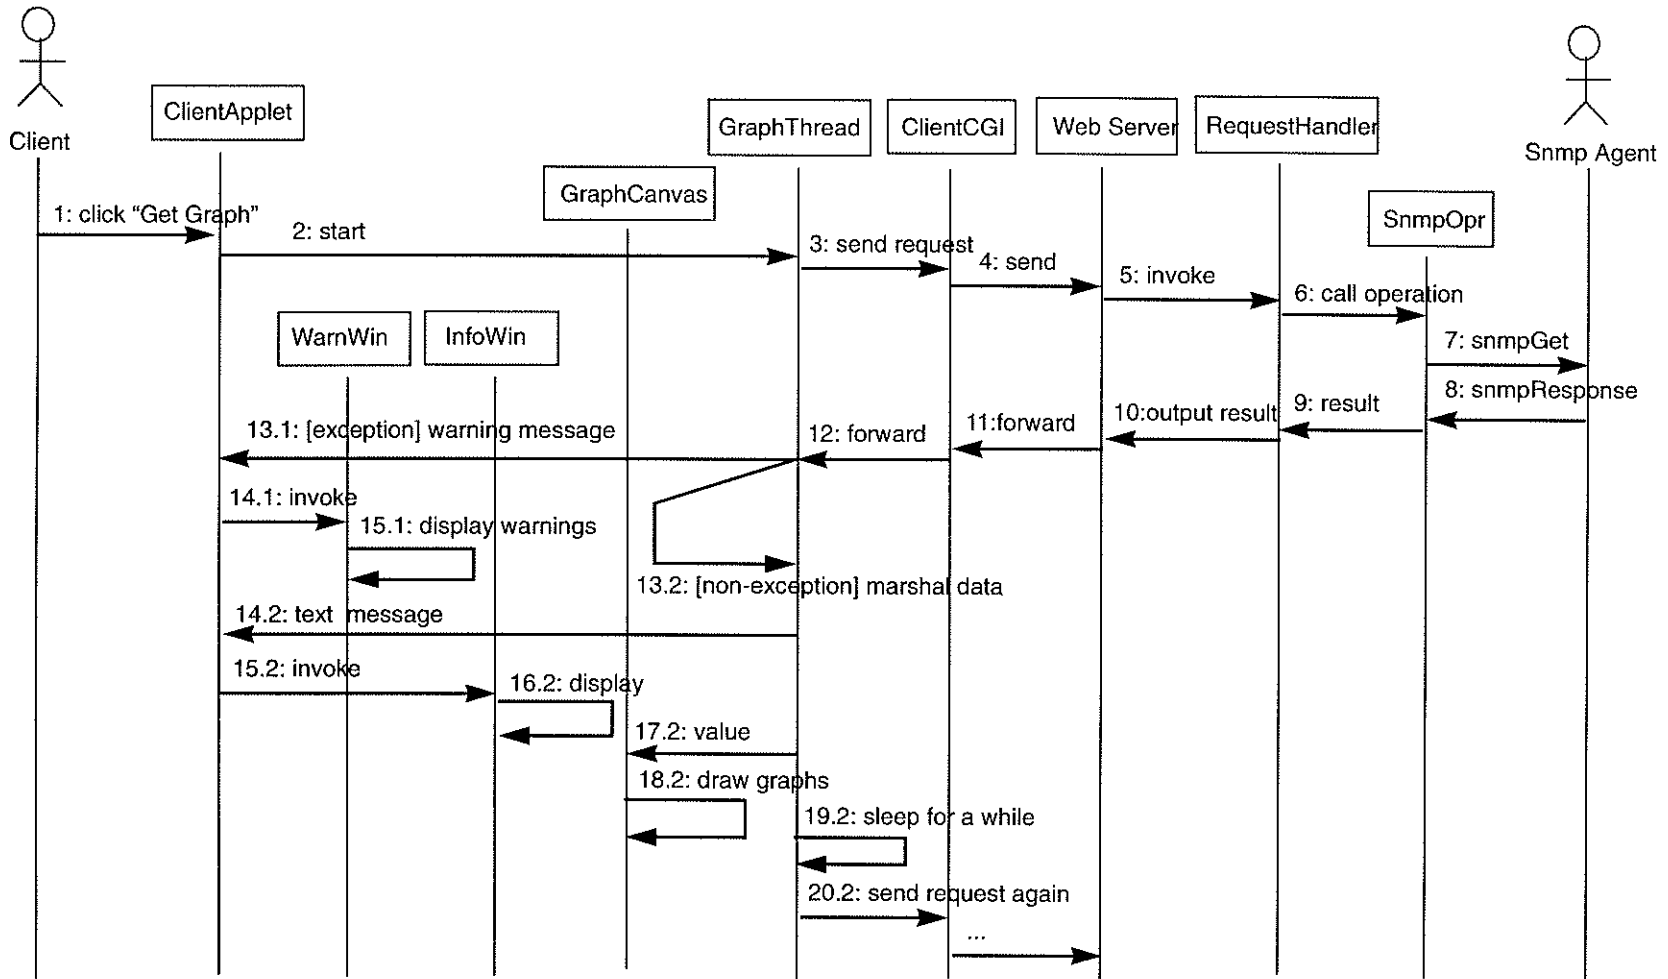 Client
ClientApplet
GraphThread
ClientCGI
Web Server
RequestHandler
Snmp Agent
GraphCanvas
SnmpOpr
1: click “Get Graph”
2: start
3: send request
4: send
5: invoke
6: call operation
WarnWin
InfoWin
7: snmpGet
8: snmpResponse
9: result
10:output result
11:forward
12: forward
13.1: [exception] warning message
14.1: invoke
15.1: display warnings
13.2: [non-exception] marshal data
14.2: text message
15.2: invoke
16.2: display
17.2: value
18.2: draw graphs
19.2: sleep for a while
20.2: send request again
...